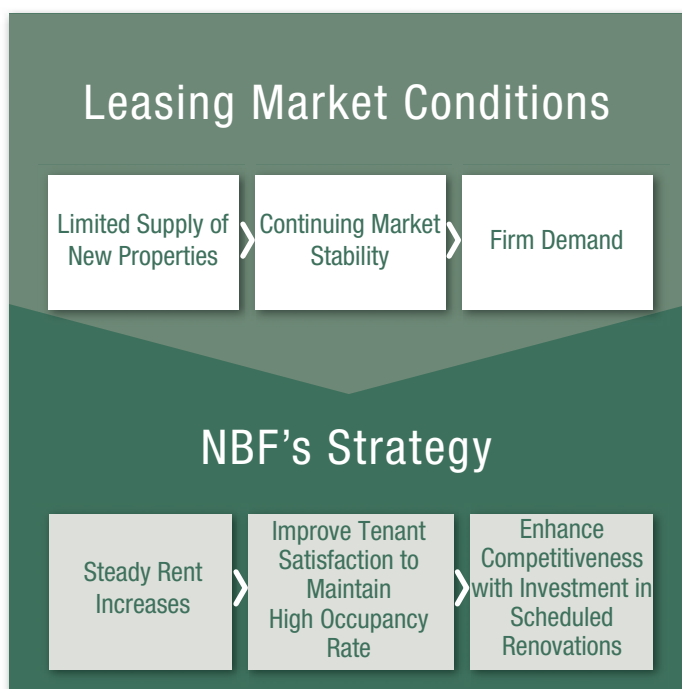 Leasing Market Conditions
Limited Supply of
New Properties
Continuing Market
Stability
Firm Demand
NBF's Strategy
Steady Rent
Increases
Improve Tenant
Satisfaction to
Maintain
High Occupancy
Rate
Enhance
Competitiveness
with Investment in
Scheduled
Renovations